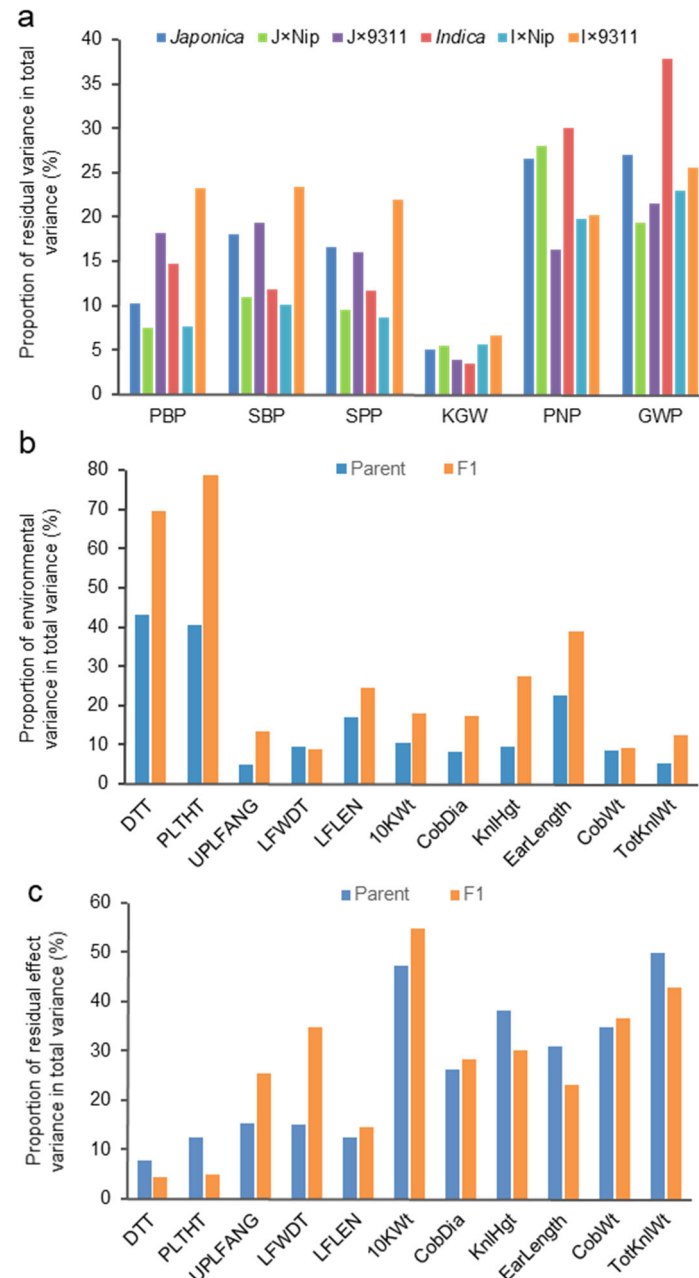 a
Japonica J×Nip J×9311 Indica I×Nip I×9311
Proportion of residual variance in total
variance (%)
40
35
30
25
20
15
10
5
0
PBP SBP SPP KGW PNP GWP
b
Parent F1
Proportion of environmental
variance in total variance (%)
80
70
60
50
40
30
20
10
0
DTT PLTHT UPLFANG LFWDT LFLEN 10KWt CobDia KnlHgt EarLength CobWt TotKnlWt
c
Parent F1
Proportion of residual effect
variance in total variance (%)
60
50
40
30
20
10
0
DTT PLTHT UPLFANG LFWDT LFLEN 10KWt CobDia KnlHgt EarLength CobWt TotKnlWt